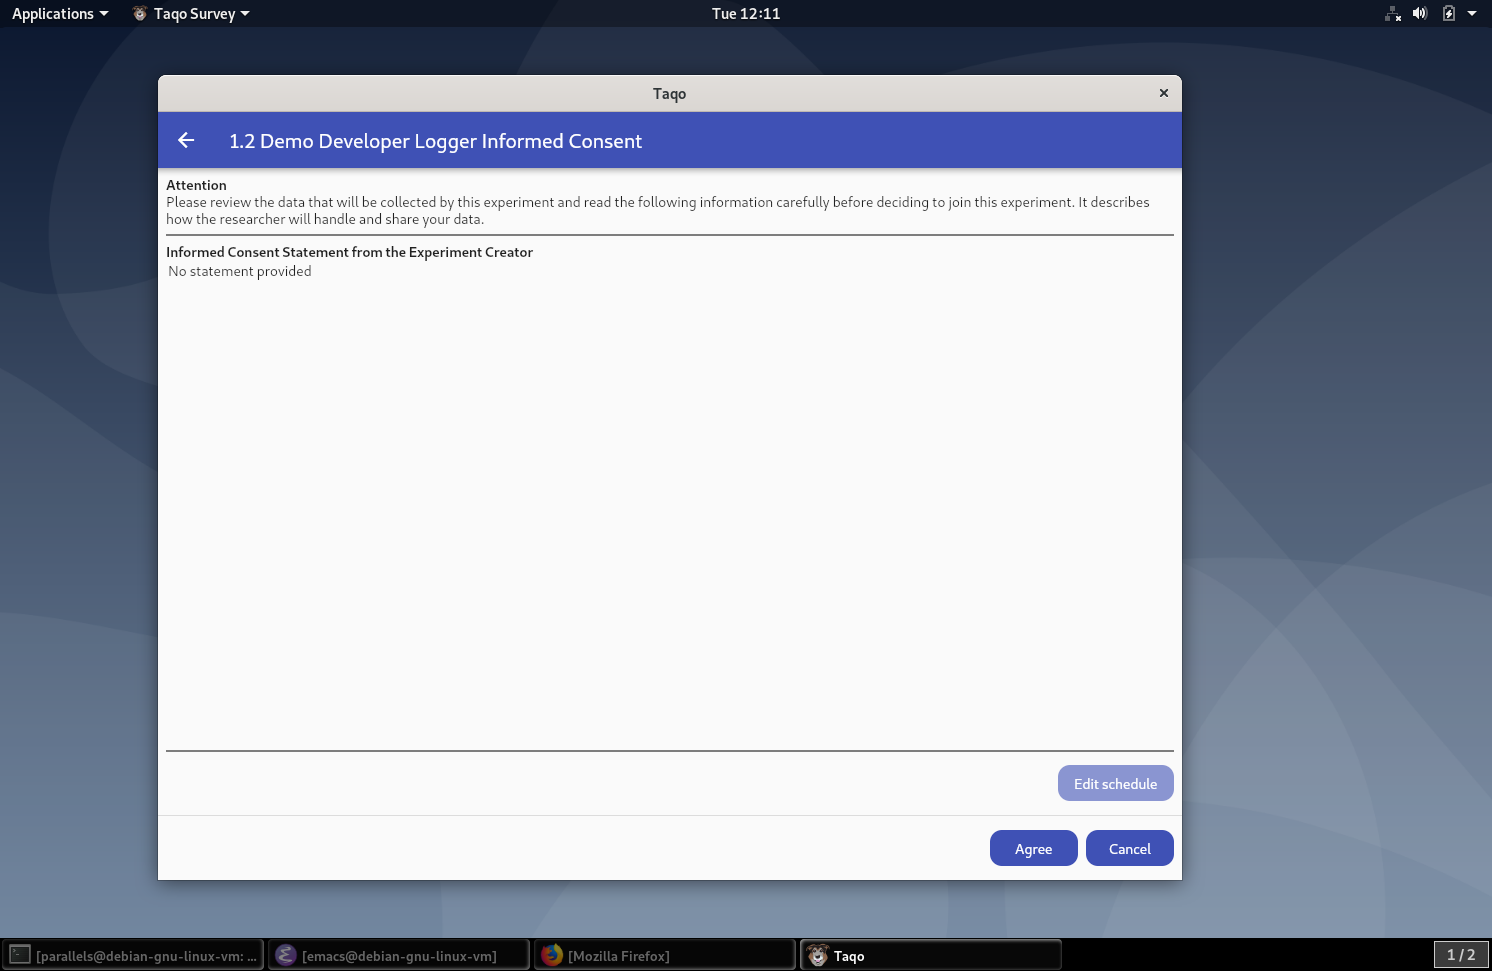 Applications
Taqo Survey
Tue 12:11
Taqo
1.2 Demo Developer Logger Informed Consent
Attention
Please review the data that will be collected by this experiment and read the following information carefully before deciding to join this experiment. It describes
how the researcher will handle and share your data.
Informed Consent Statement from the Experiment Creator
No statement provided
Edit schedule
Agree
Cancel
[parallels@debian-gnu-linux-vm: ...
[emacs@debian-gnu-linux-vm]
[Mozilla Firefox]
Taqo
1 / 2